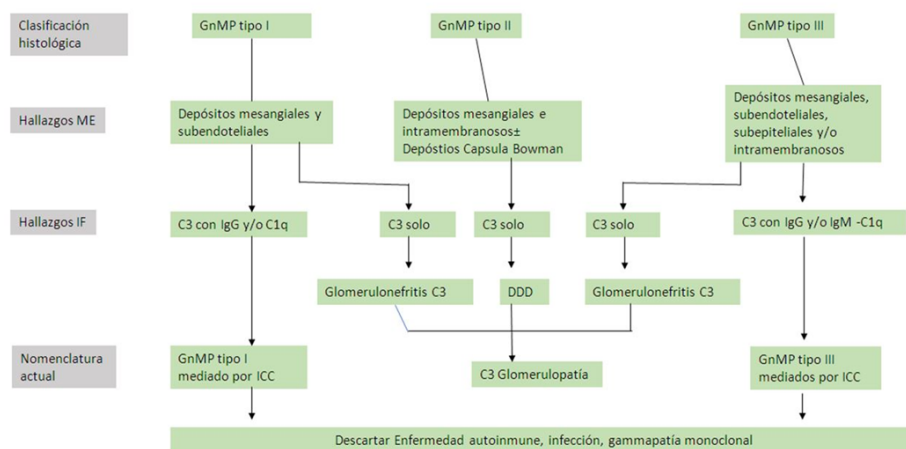 Clasificación
histológica
GnMP tipo I
GnMP tipo II
GnMP tipo III
Hallazgos ME
Depósitos mesangiales y
subendoteliales
Depósitos mesangiales e
intramembranosos±
Depóstios Capsula Bowman
Depósitos mesangiales,
subendoteliales,
subepiteliales y/o
intramembranosos
Hallazgos IF
C3 con IgG y/o C1q
C3 solo
C3 solo
C3 solo
C3 con IgG y/o IgM -C1q
Glomerulonefritis C3
DDD
Glomerulonefritis C3
Nomenclatura
actual
GnMP tipo I
mediado por ICC
C3 Glomerulopatía
GnMP tipo III
mediados por ICC
Descartar Enfermedad autoinmune, infección, gammapatía monoclonal